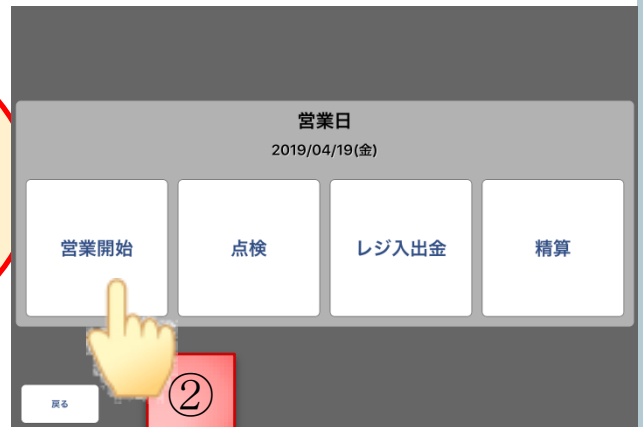 営業日
2019/04/19(金)
営業開始
点検
レジ入出金
精算
戻る
②